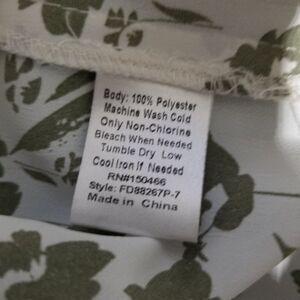 Body: 100% Polyester
Machine Wash Cold
Only Non-Chlorine
Bleach When Needed
Tumble Dry Low
Cool Iron If Needed
RN#150466
Style: FD88267P-7
Made in China